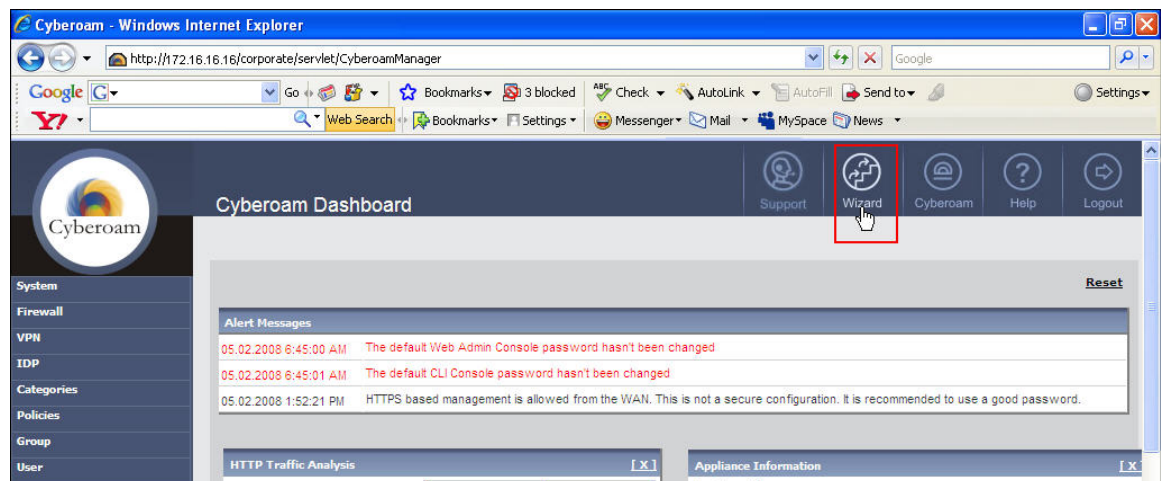 Cyberoam - Windows Internet Explorer
http://172.16.16.16/corporate/servlet/CyberoamManager
Google
Google G Go Bookmarks 3 blocked ABC Check AutoLink AutoFill Send to Settings
Y! Web Search Bookmarks Settings Messenger Mail MySpace News
Cyberoam
Cyberoam Dashboard
Support
Wizard
Cyberoam
?
Help
Logout
System
Firewall
VPN
IDP
Categories
Policies
Group
User
Reset
Alert Messages
05.02.2008 6:45:00 AM The default Web Admin Console password hasn't been changed
05.02.2008 6:45:01 AM The default CLI Console password hasn't been changed
05.02.2008 1:52:21 PM HTTPS based management is allowed from the WAN. This is not a secure configuration. It is recommended to use a good password.
HTTP Traffic Analysis [ X ]
Appliance Information [ X